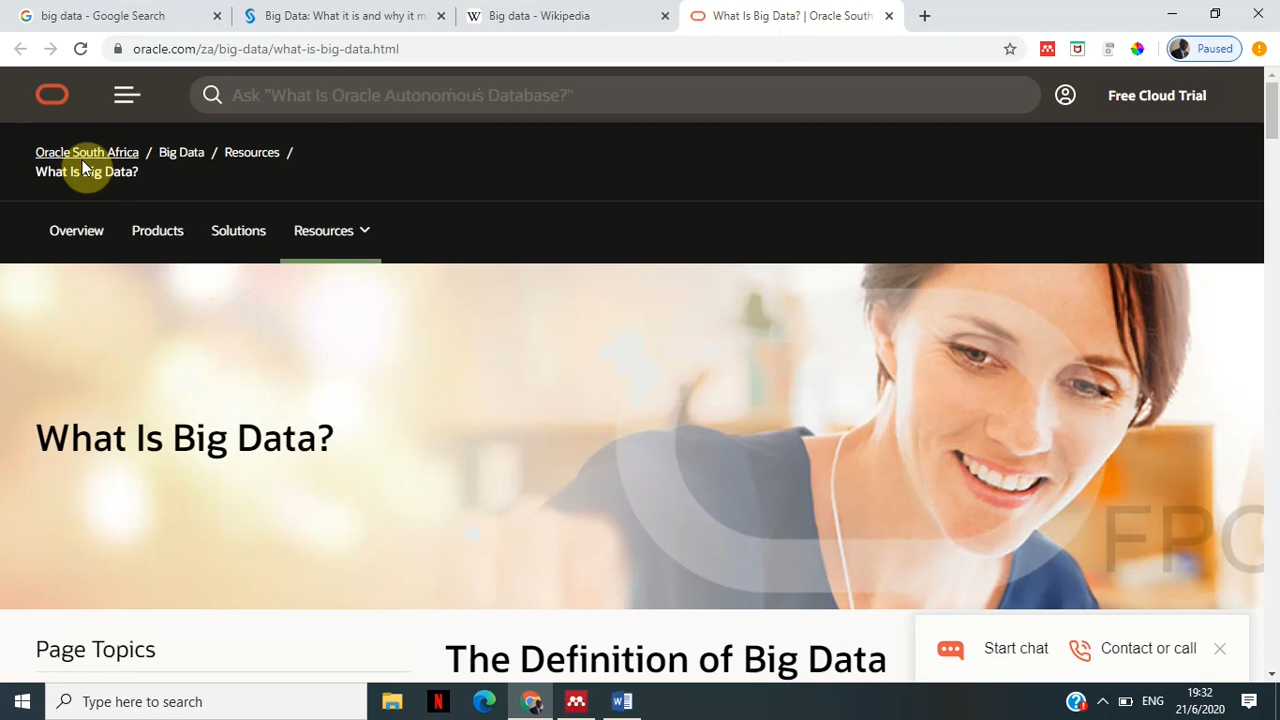 big data - Google Search
Big Data: What it is and why it m
Big data - Wikipedia
What Is Big Data? | Oracle South
oracle.com/za/big-data/what-is-big-data.html
Paused
Ask "What Is Oracle Autonomous Database?"
Free Cloud Trial
Oracle South Africa / Big Data / Resources /
What Is Big Data?
Overview
Products
Solutions
Resources
What Is Big Data?
FPO
Page Topics
The Definition of Big Data
Start chat
Contact or call
Type here to search
ENG
19:32
21/6/2020